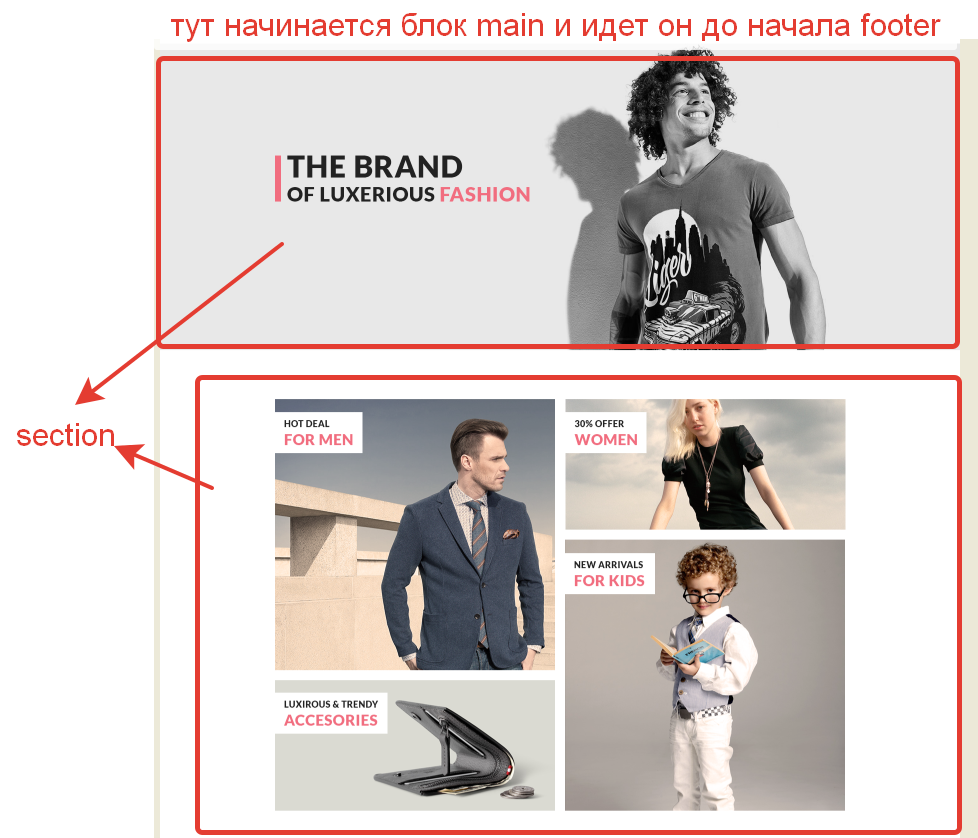 тут начинается блок main и идет он до начала footer
THE BRAND
OF LUXERIOUS FASHION
Liger
section
HOT DEAL
FOR MEN
30% OFFER
WOMEN
NEW ARRIVALS
FOR KIDS
LUXIROUS & TRENDY
ACCESORIES